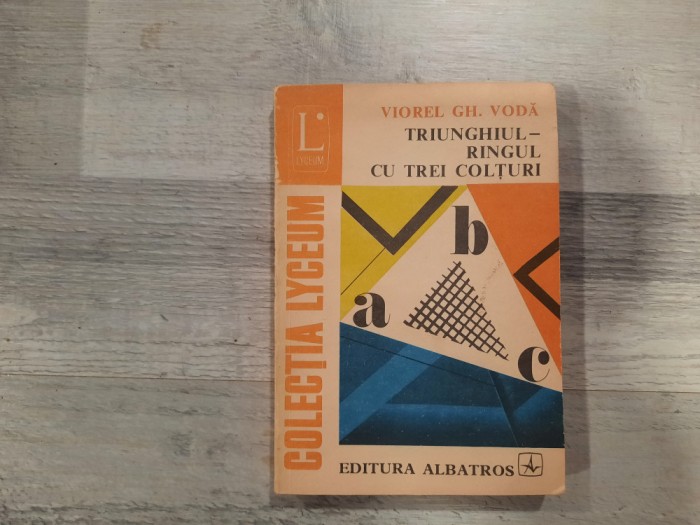 L
LYCEUM
VIOREL GH. VODĂ
TRIUNGHIUL–
RINGUL
CU TREI COLȚURI
COLECȚIA LYCEUM
b
a
c
EDITURA ALBATROS